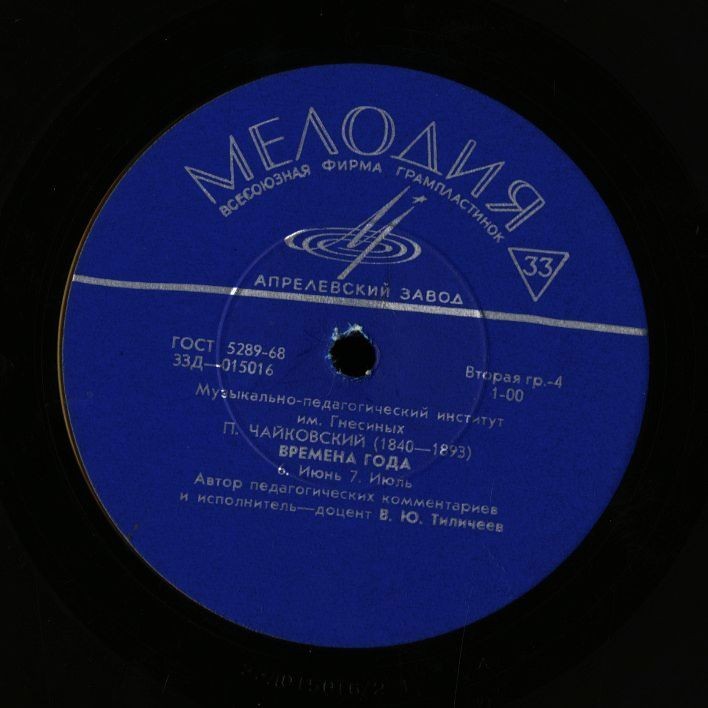 МЕЛОДИЯ
ВСЕСОЮЗНАЯ ФИРМА ГРАМПЛАСТИНОК
33
АПРЕЛЕВСКИЙ ЗАВОД
ГОСТ 5289-68
33Д—015016
Вторая гр.-4
1-00
Музыкально-педагогический институт
им. Гнесиных
П. ЧАЙКОВСКИЙ (1840—1893)
ВРЕМЕНА ГОДА
6. Июнь 7. Июль
Автор педагогических комментариев
и исполнитель—доцент В. Ю. Тиличеев